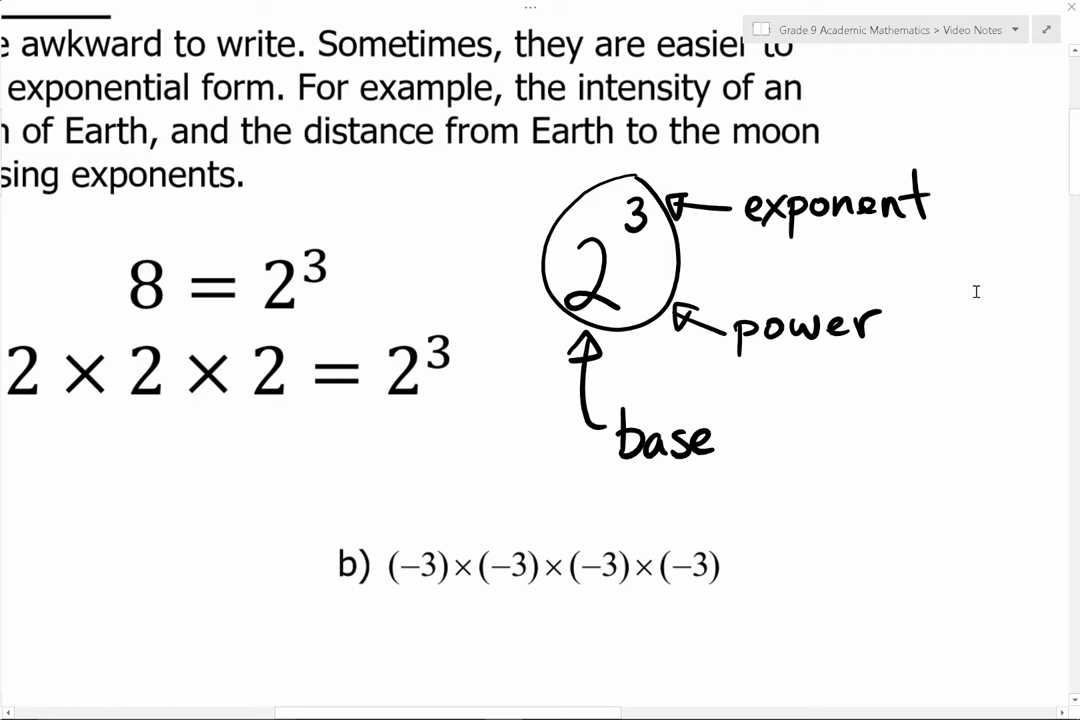 Grade 9 Academic Mathematics > Video Notes
e awkward to write. Sometimes, they are easier to
exponential form. For example, the intensity of an
n of Earth, and the distance from Earth to the moon
sing exponents.
2³
exponent
8 = 2³
power
2 × 2 × 2 = 2³
base
b) (−3)×(−3)×(−3)×(−3)